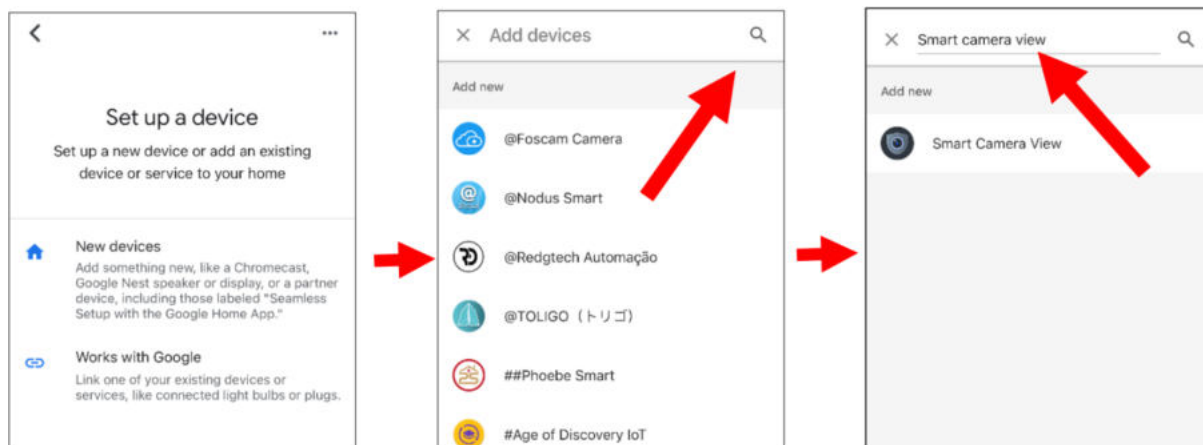 Set up a device
Set up a new device or add an existing
device or service to your home
New devices
Add something new, like a Chromecast,
Google Nest speaker or display, or a partner
device, including those labeled "Seamless
Setup with the Google Home App."
Works with Google
Link one of your existing devices or
services, like connected light bulbs or plugs.
Add devices
Add new
@Foscam Camera
@Nodus Smart
@Redgtech Automação
@TOLIGO（トリゴ）
##Phoebe Smart
#Age of Discovery IoT
Smart camera view
Add new
Smart Camera View